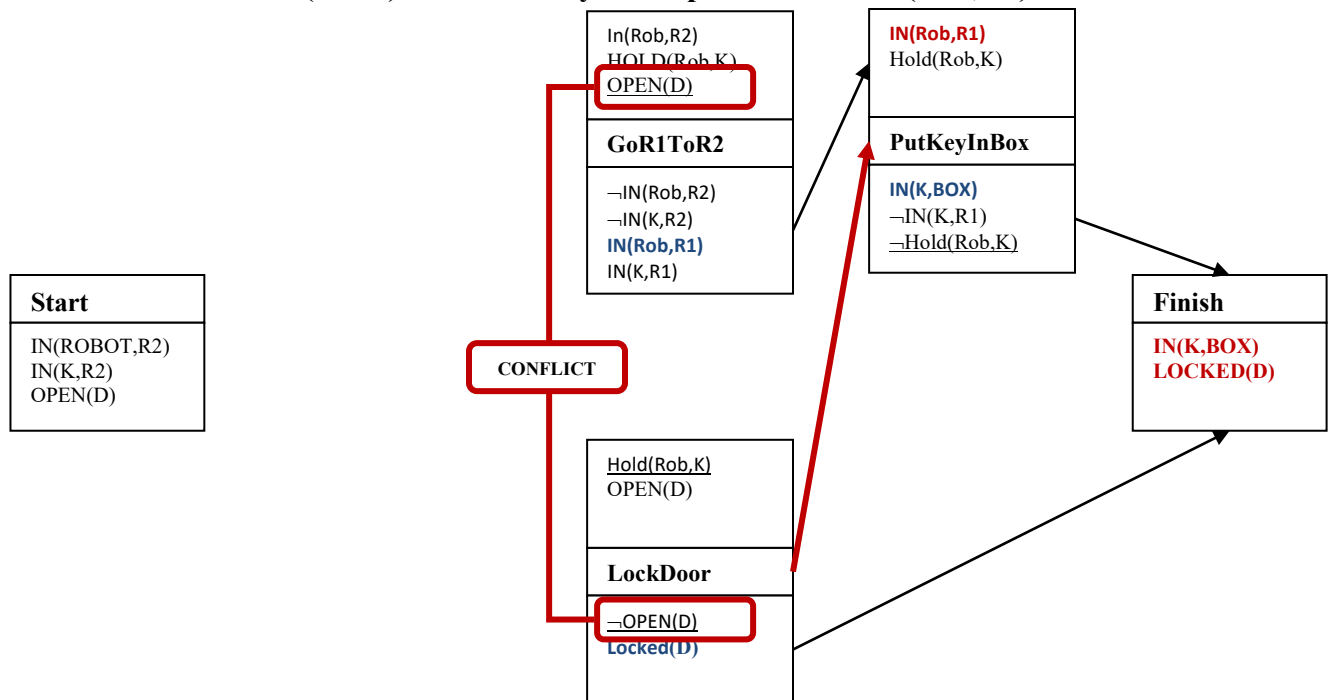 In(Rob,R2)
HOLD(Rob,K)
OPEN(D)
GoR1ToR2
¬IN(Rob,R2)
¬IN(K,R2)
IN(Rob,R1)
IN(K,R1)
IN(Rob,R1)
Hold(Rob,K)
PutKeyInBox
IN(K,BOX)
¬IN(K,R1)
¬Hold(Rob,K)
Start
IN(ROBOT,R2)
IN(K,R2)
OPEN(D)
CONFLICT
Finish
IN(K,BOX)
LOCKED(D)
Hold(Rob,K)
OPEN(D)
LockDoor
¬OPEN(D)
Locked(D)